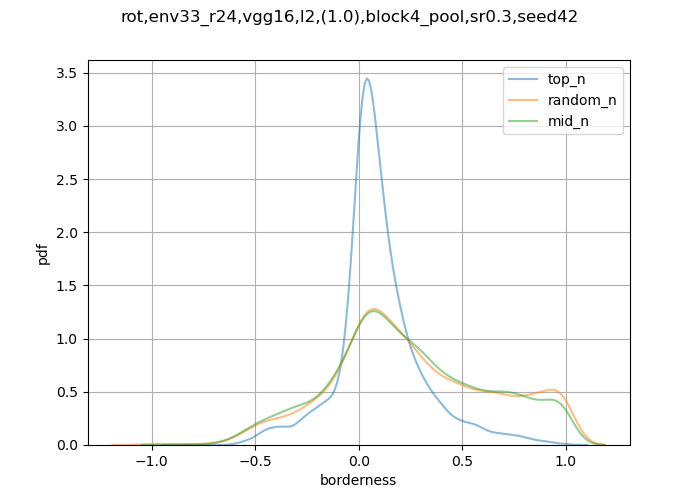 rot,env33_r24,vgg16,l2,(1.0),block4_pool,sr0.3,seed42
top_n
random_n
mid_n
3.5
3.0
2.5
2.0
1.5
1.0
0.5
0.0
pdf
−1.0 −0.5 0.0 0.5 1.0
borderness